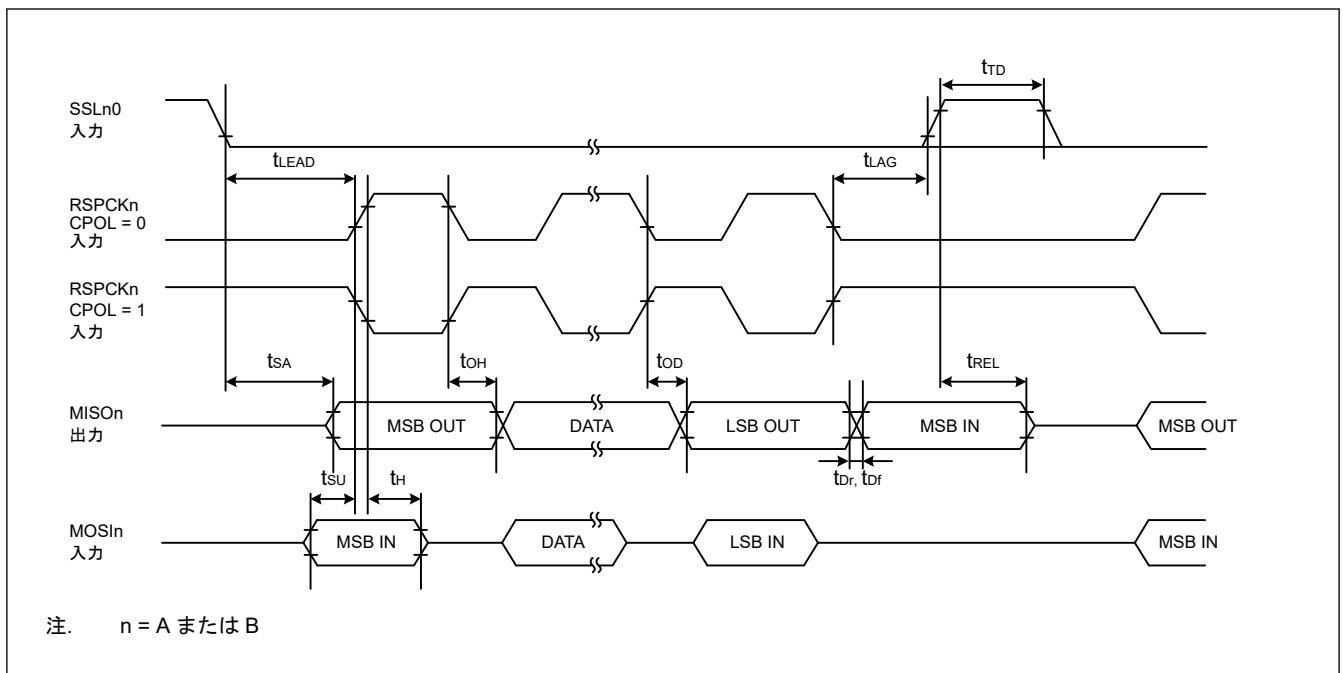 tTD
SSLn0
入力
tLEAD
tLAG
RSPCKn
CPOL = 0
入力
RSPCKn
CPOL = 1
入力
tSA
tOH
tOD
tREL
MISOn
出力
MSB OUT
DATA
LSB OUT
MSB IN
MSB OUT
tSU
tH
tDr, tDf
MOSIn
入力
MSB IN
DATA
LSB IN
MSB IN
注. n = A または B